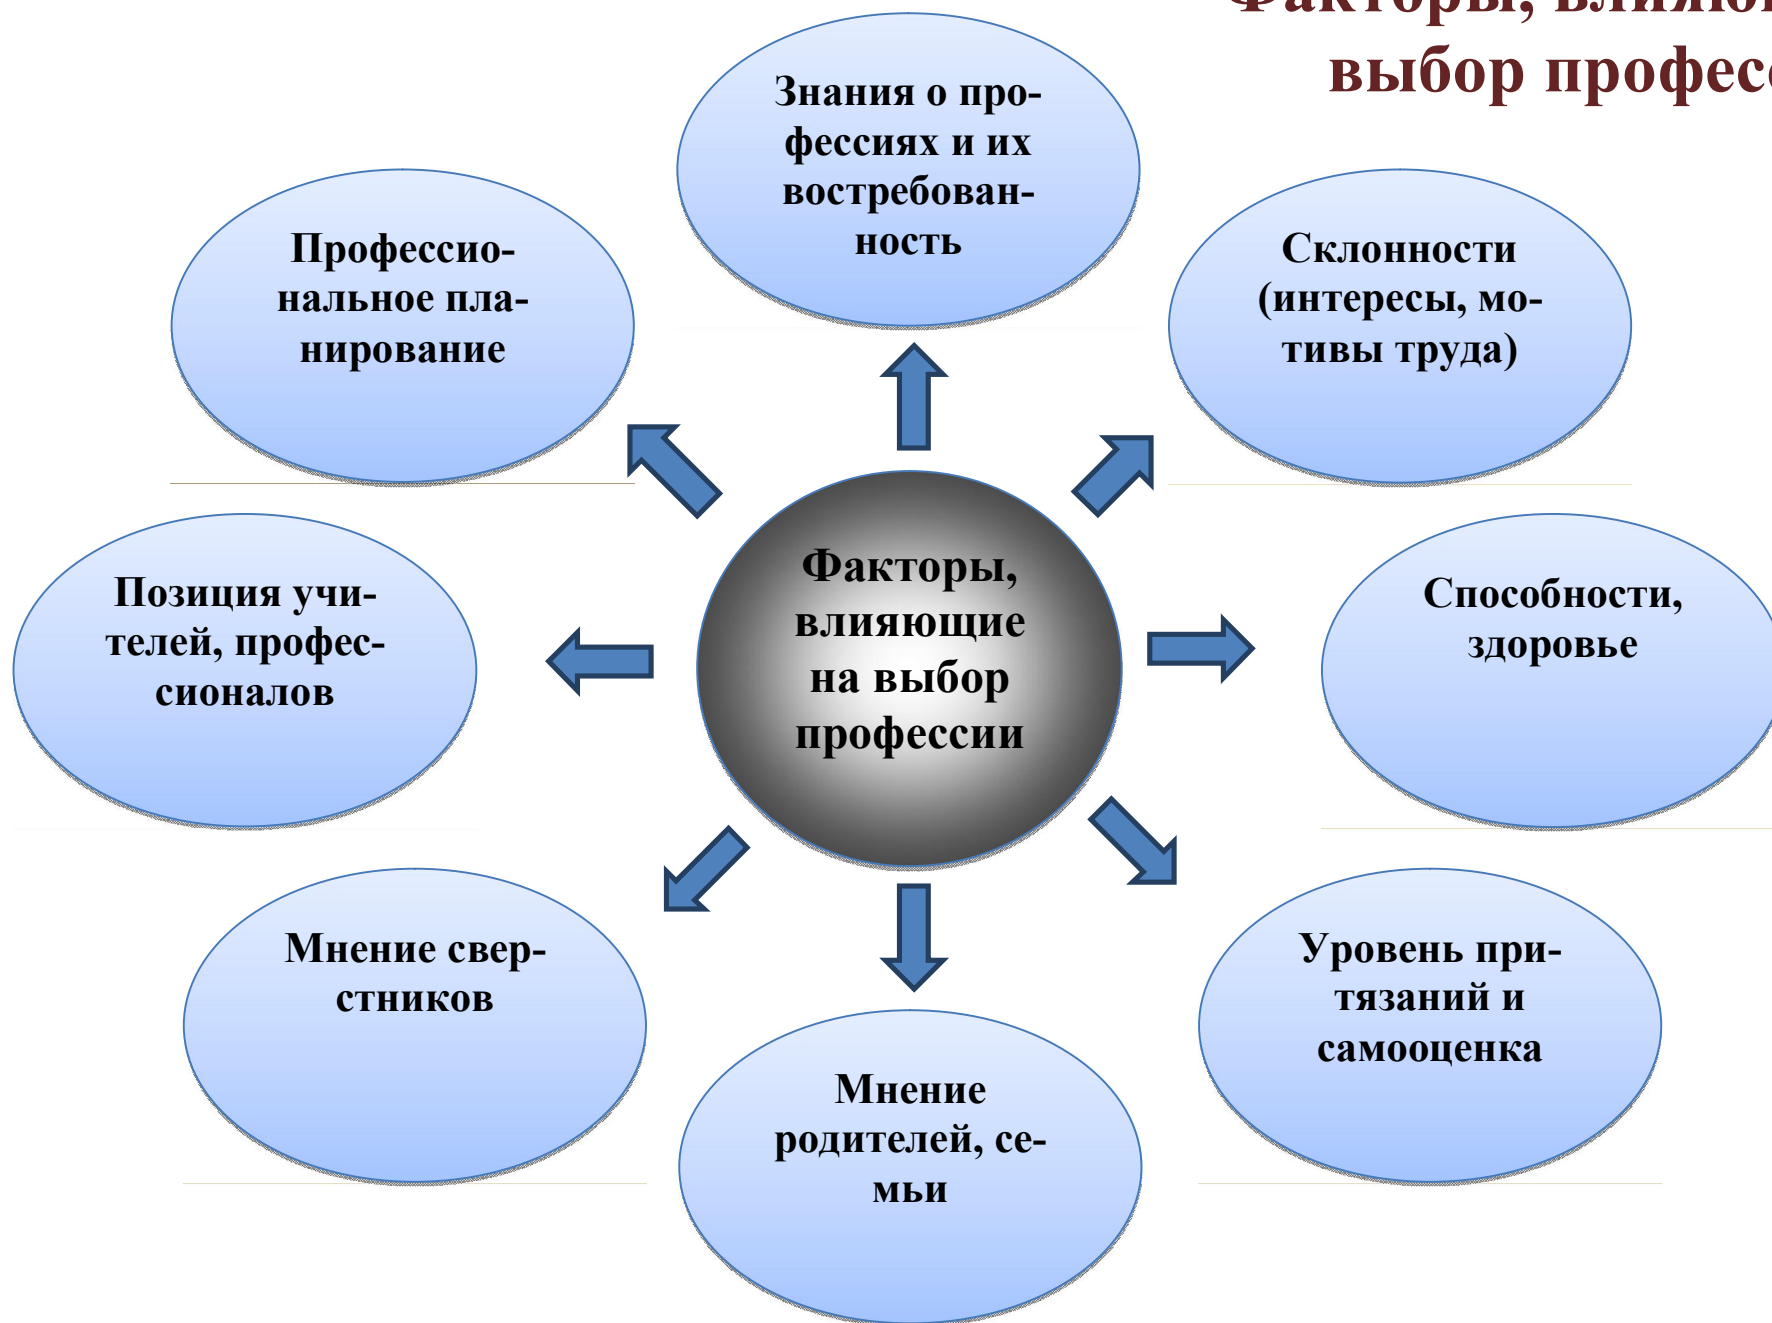 выбор
Знания о про-
фессиях и их
востребован-
ность
Профессио-
нальное пла-
нирование
Склонности
(интересы, мо-
тивы труда)
Позиция учи-
телей, профес-
сионалов
Факторы,
влияющие
на выбор
профессии
Способности,
здоровье
Мнение свер-
стников
Мнение
родителей, се-
мьи
Уровень при-
тязаний и
самооценка